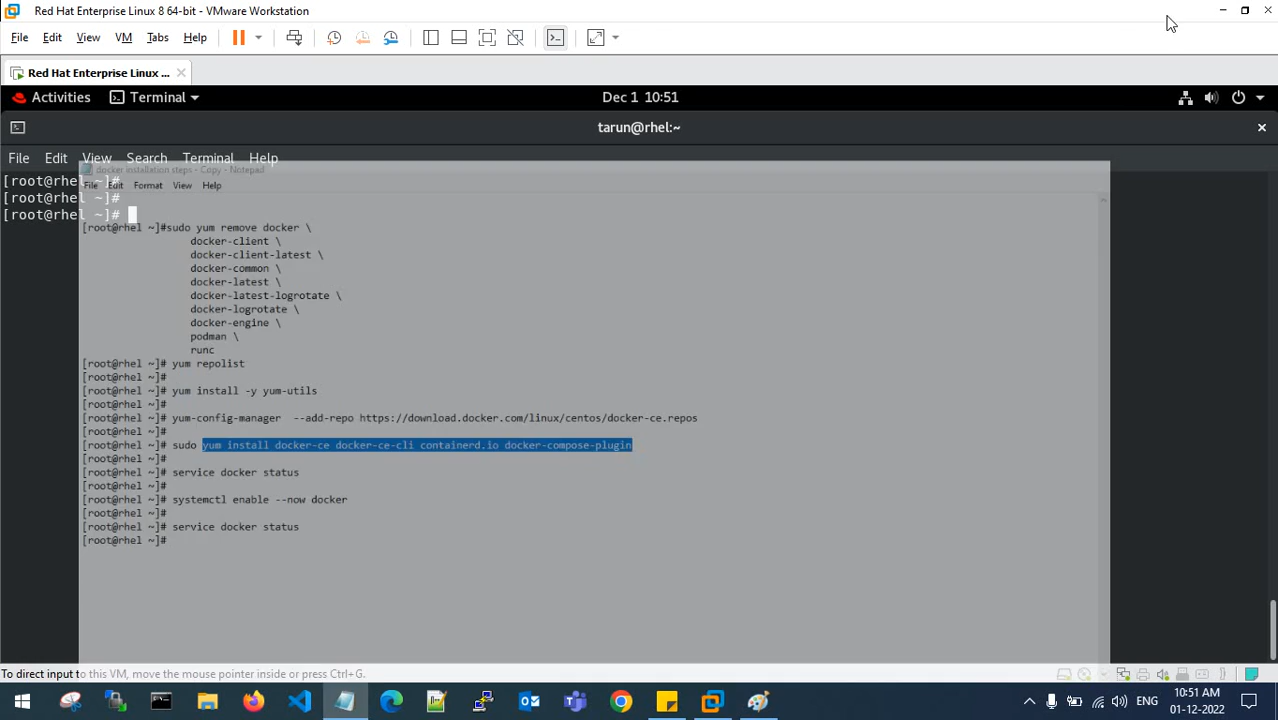 Red Hat Enterprise Linux 8 64-bit - VMware Workstation
File Edit View VM Tabs Help
Red Hat Enterprise Linux ...
Activities Terminal Dec 1 10:51
tarun@rhel:~
File Edit View Search Terminal Help
docker installation steps - Copy - Notepad
[root@rhel ~]#
File Edit Format View Help
[root@rhel ~]#
[root@rhel ~]#
[root@rhel ~]#sudo yum remove docker \
docker-client \
docker-client-latest \
docker-common \
docker-latest \
docker-latest-logrotate \
docker-logrotate \
docker-engine \
podman \
runc
[root@rhel ~]# yum repolist
[root@rhel ~]#
[root@rhel ~]# yum install -y yum-utils
[root@rhel ~]#
[root@rhel ~]# yum-config-manager --add-repo https://download.docker.com/linux/centos/docker-ce.repos
[root@rhel ~]#
[root@rhel ~]# sudo yum install docker-ce docker-ce-cli containerd.io docker-compose-plugin
[root@rhel ~]#
[root@rhel ~]# service docker status
[root@rhel ~]#
[root@rhel ~]# systemctl enable --now docker
[root@rhel ~]#
[root@rhel ~]# service docker status
[root@rhel ~]#
To direct input to this VM, move the mouse pointer inside or press Ctrl+G.
ENG 10:51 AM
01-12-2022